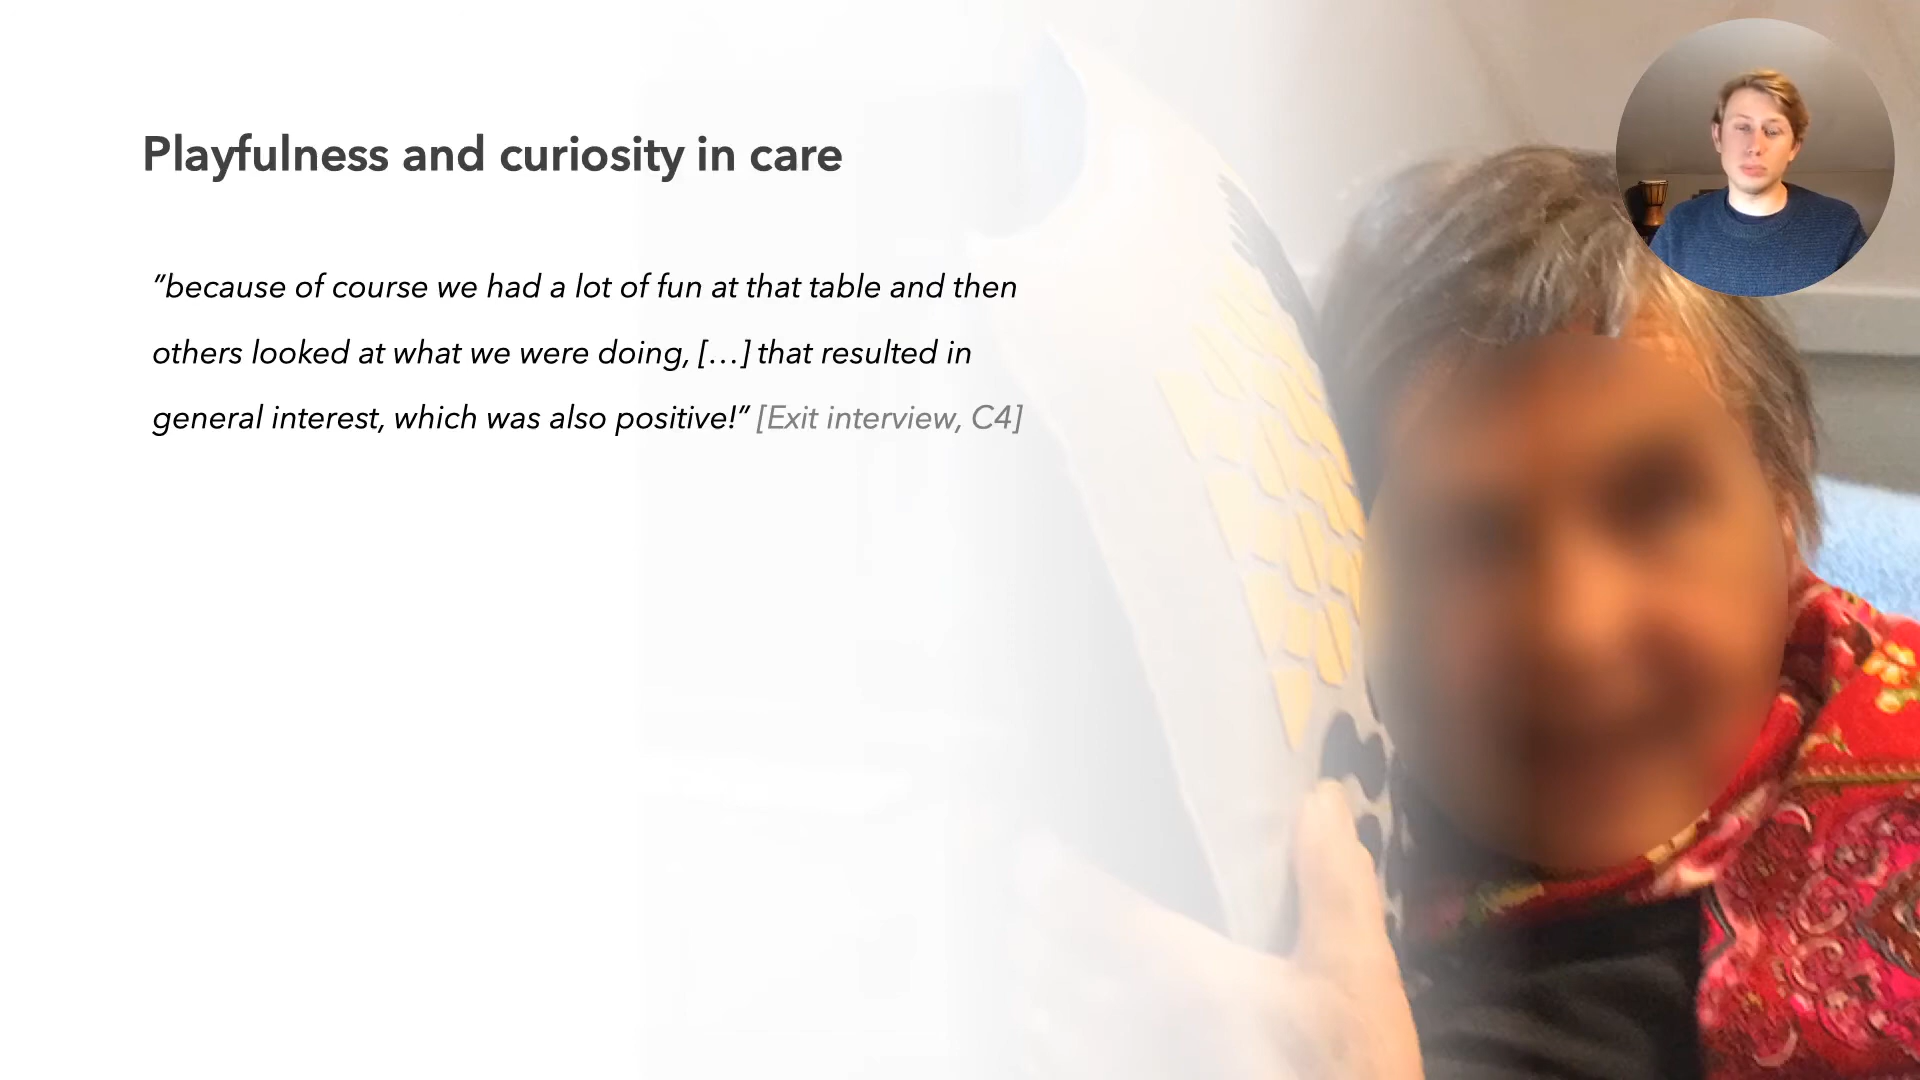 Playfulness and curiosity in care
”because of course we had a lot of fun at that table and then
others looked at what we were doing, […] that resulted in
general interest, which was also positive!” [Exit interview, C4]